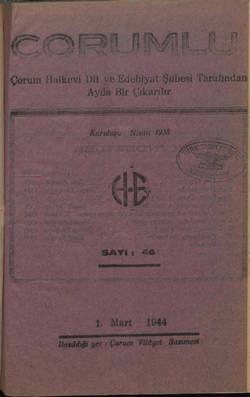 ÇORUMLU
Çorum Halkevi Dil ve Edebiyat Şubesi Tarafından
Ayda Bir Çıkarılır
Kuruluşu : Nisan 1938
SAYI : 46
1. Mart 1944
Basıldığı yer : Çorum Vilâyet Basımevi